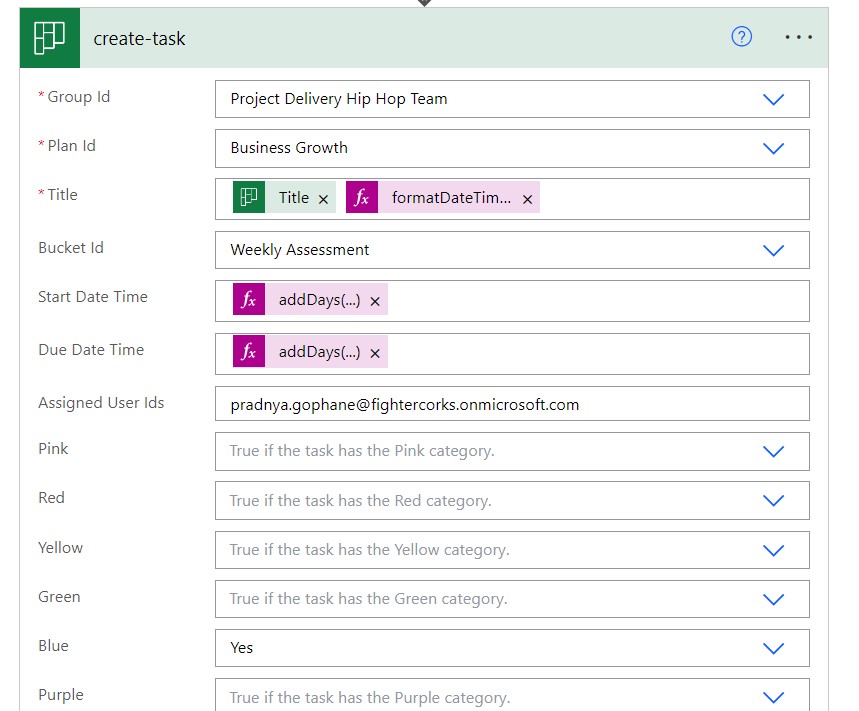 create-task
? ...
* Group Id Project Delivery Hip Hop Team
* Plan Id Business Growth
* Title Title × fx formatDateTim... ×
Bucket Id Weekly Assessment
Start Date Time fx addDays(...) ×
Due Date Time fx addDays(...) ×
Assigned User Ids pradnya.gophane@fightercorks.onmicrosoft.com
Pink True if the task has the Pink category.
Red True if the task has the Red category.
Yellow True if the task has the Yellow category.
Green True if the task has the Green category.
Blue Yes
Purple True if the task has the Purple category.